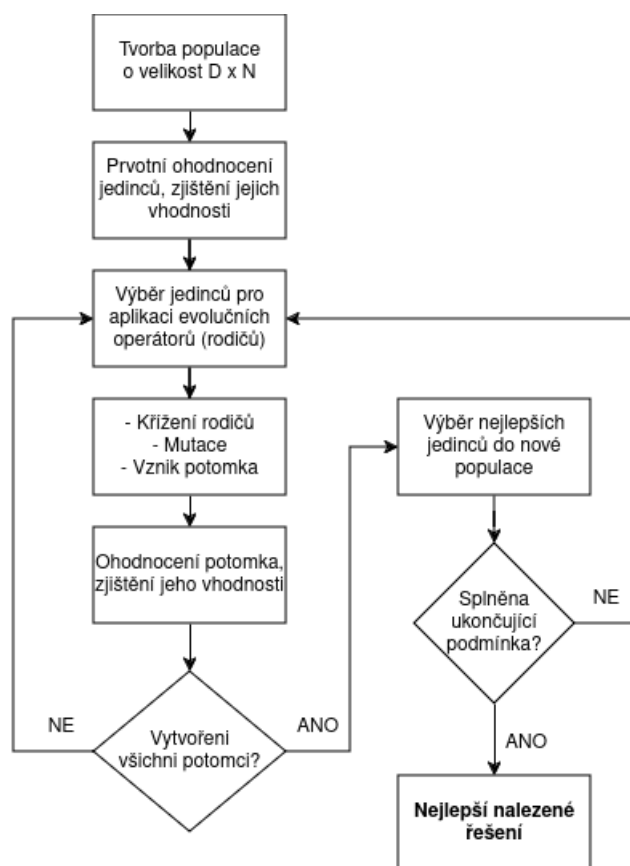 Tvorba populace
o velikost D x N
Prvotní ohodnocení
jedinců, zjištění jejich
vhodnosti
Výběr jedinců pro
aplikaci evolučních
operátorů (rodičů)
- Křížení rodičů
- Mutace
- Vznik potomka
Ohodnocení potomka,
zjištění jeho vhodnosti
NE
Vytvořeni
všichni potomci?
ANO
Výběr nejlepších
jedinců do nové
populace
Splněna
ukončující
podmínka?
NE
ANO
Nejlepší nalezené
řešení